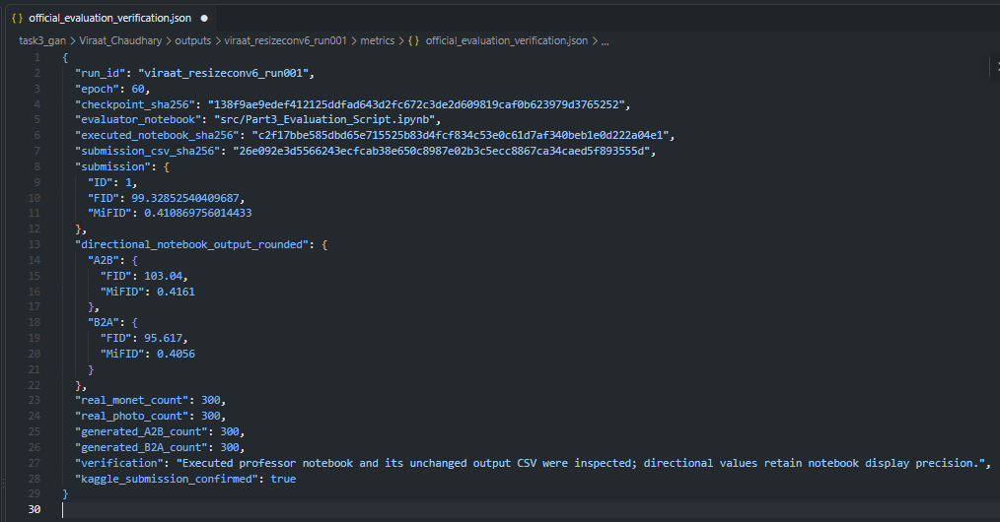 { } official_evaluation_verification.json ●
task3_gan > Viraat_Chaudhary > outputs > viraat_resizeconv6_run001 > metrics > { } official_evaluation_verification.json > ...
1 {
2 "run_id": "viraat_resizeconv6_run001",
3 "epoch": 60,
4 "checkpoint_sha256": "138f9ae9edef412125ddfad643d2fc672c3de2d609819caf0b623979d3765252",
5 "evaluator_notebook": "src/Part3_Evaluation_Script.ipynb",
6 "executed_notebook_sha256": "c2f17bbe585dbd65e715525b83d4fcf834c53e0c61d7af340beb1e0d222a04e1",
7 "submission_csv_sha256": "26e092e3d5566243ecfcab38e650c8987e02b3c5ecc8867ca34caed5f893555d",
8 "submission": {
9 "ID": 1,
10 "FID": 99.32852540409687,
11 "MiFID": 0.410869756014433
12 },
13 "directional_notebook_output_rounded": {
14 "A2B": {
15 "FID": 103.04,
16 "MiFID": 0.4161
17 },
18 "B2A": {
19 "FID": 95.617,
20 "MiFID": 0.4056
21 }
22 },
23 "real_monet_count": 300,
24 "real_photo_count": 300,
25 "generated_A2B_count": 300,
26 "generated_B2A_count": 300,
27 "verification": "Executed professor notebook and its unchanged output CSV were inspected; directional values retain notebook display precision.",
28 "kaggle_submission_confirmed": true
29 }
30